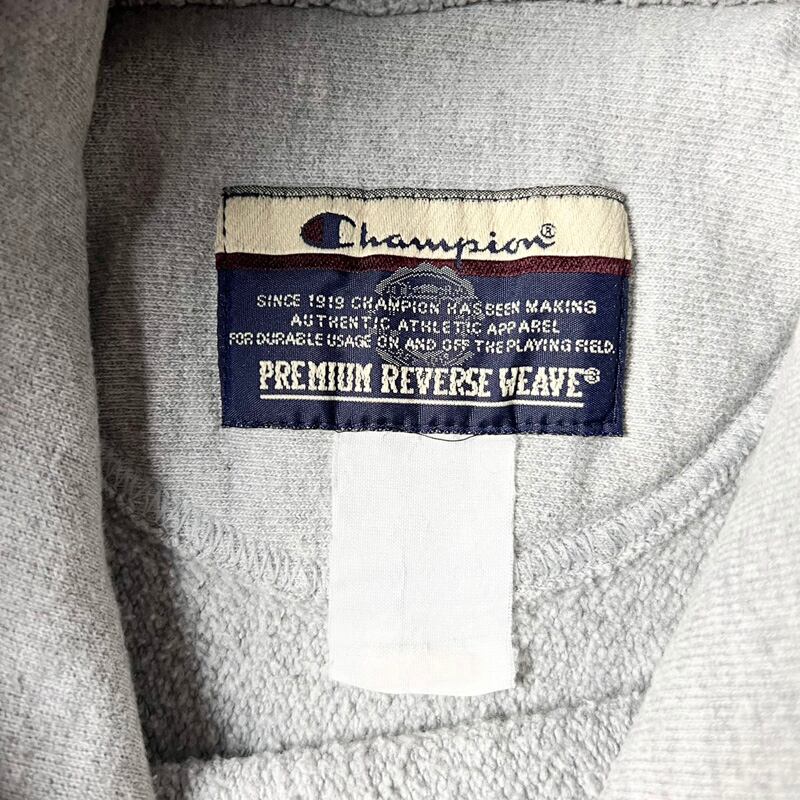 Champion®
SINCE 1919 CHAMPION HAS BEEN MAKING
AUTHENTIC ATHLETIC APPAREL
FOR DURABLE USAGE ON AND OFF THE PLAYING FIELD.
PREMIUM REVERSE WEAVE®